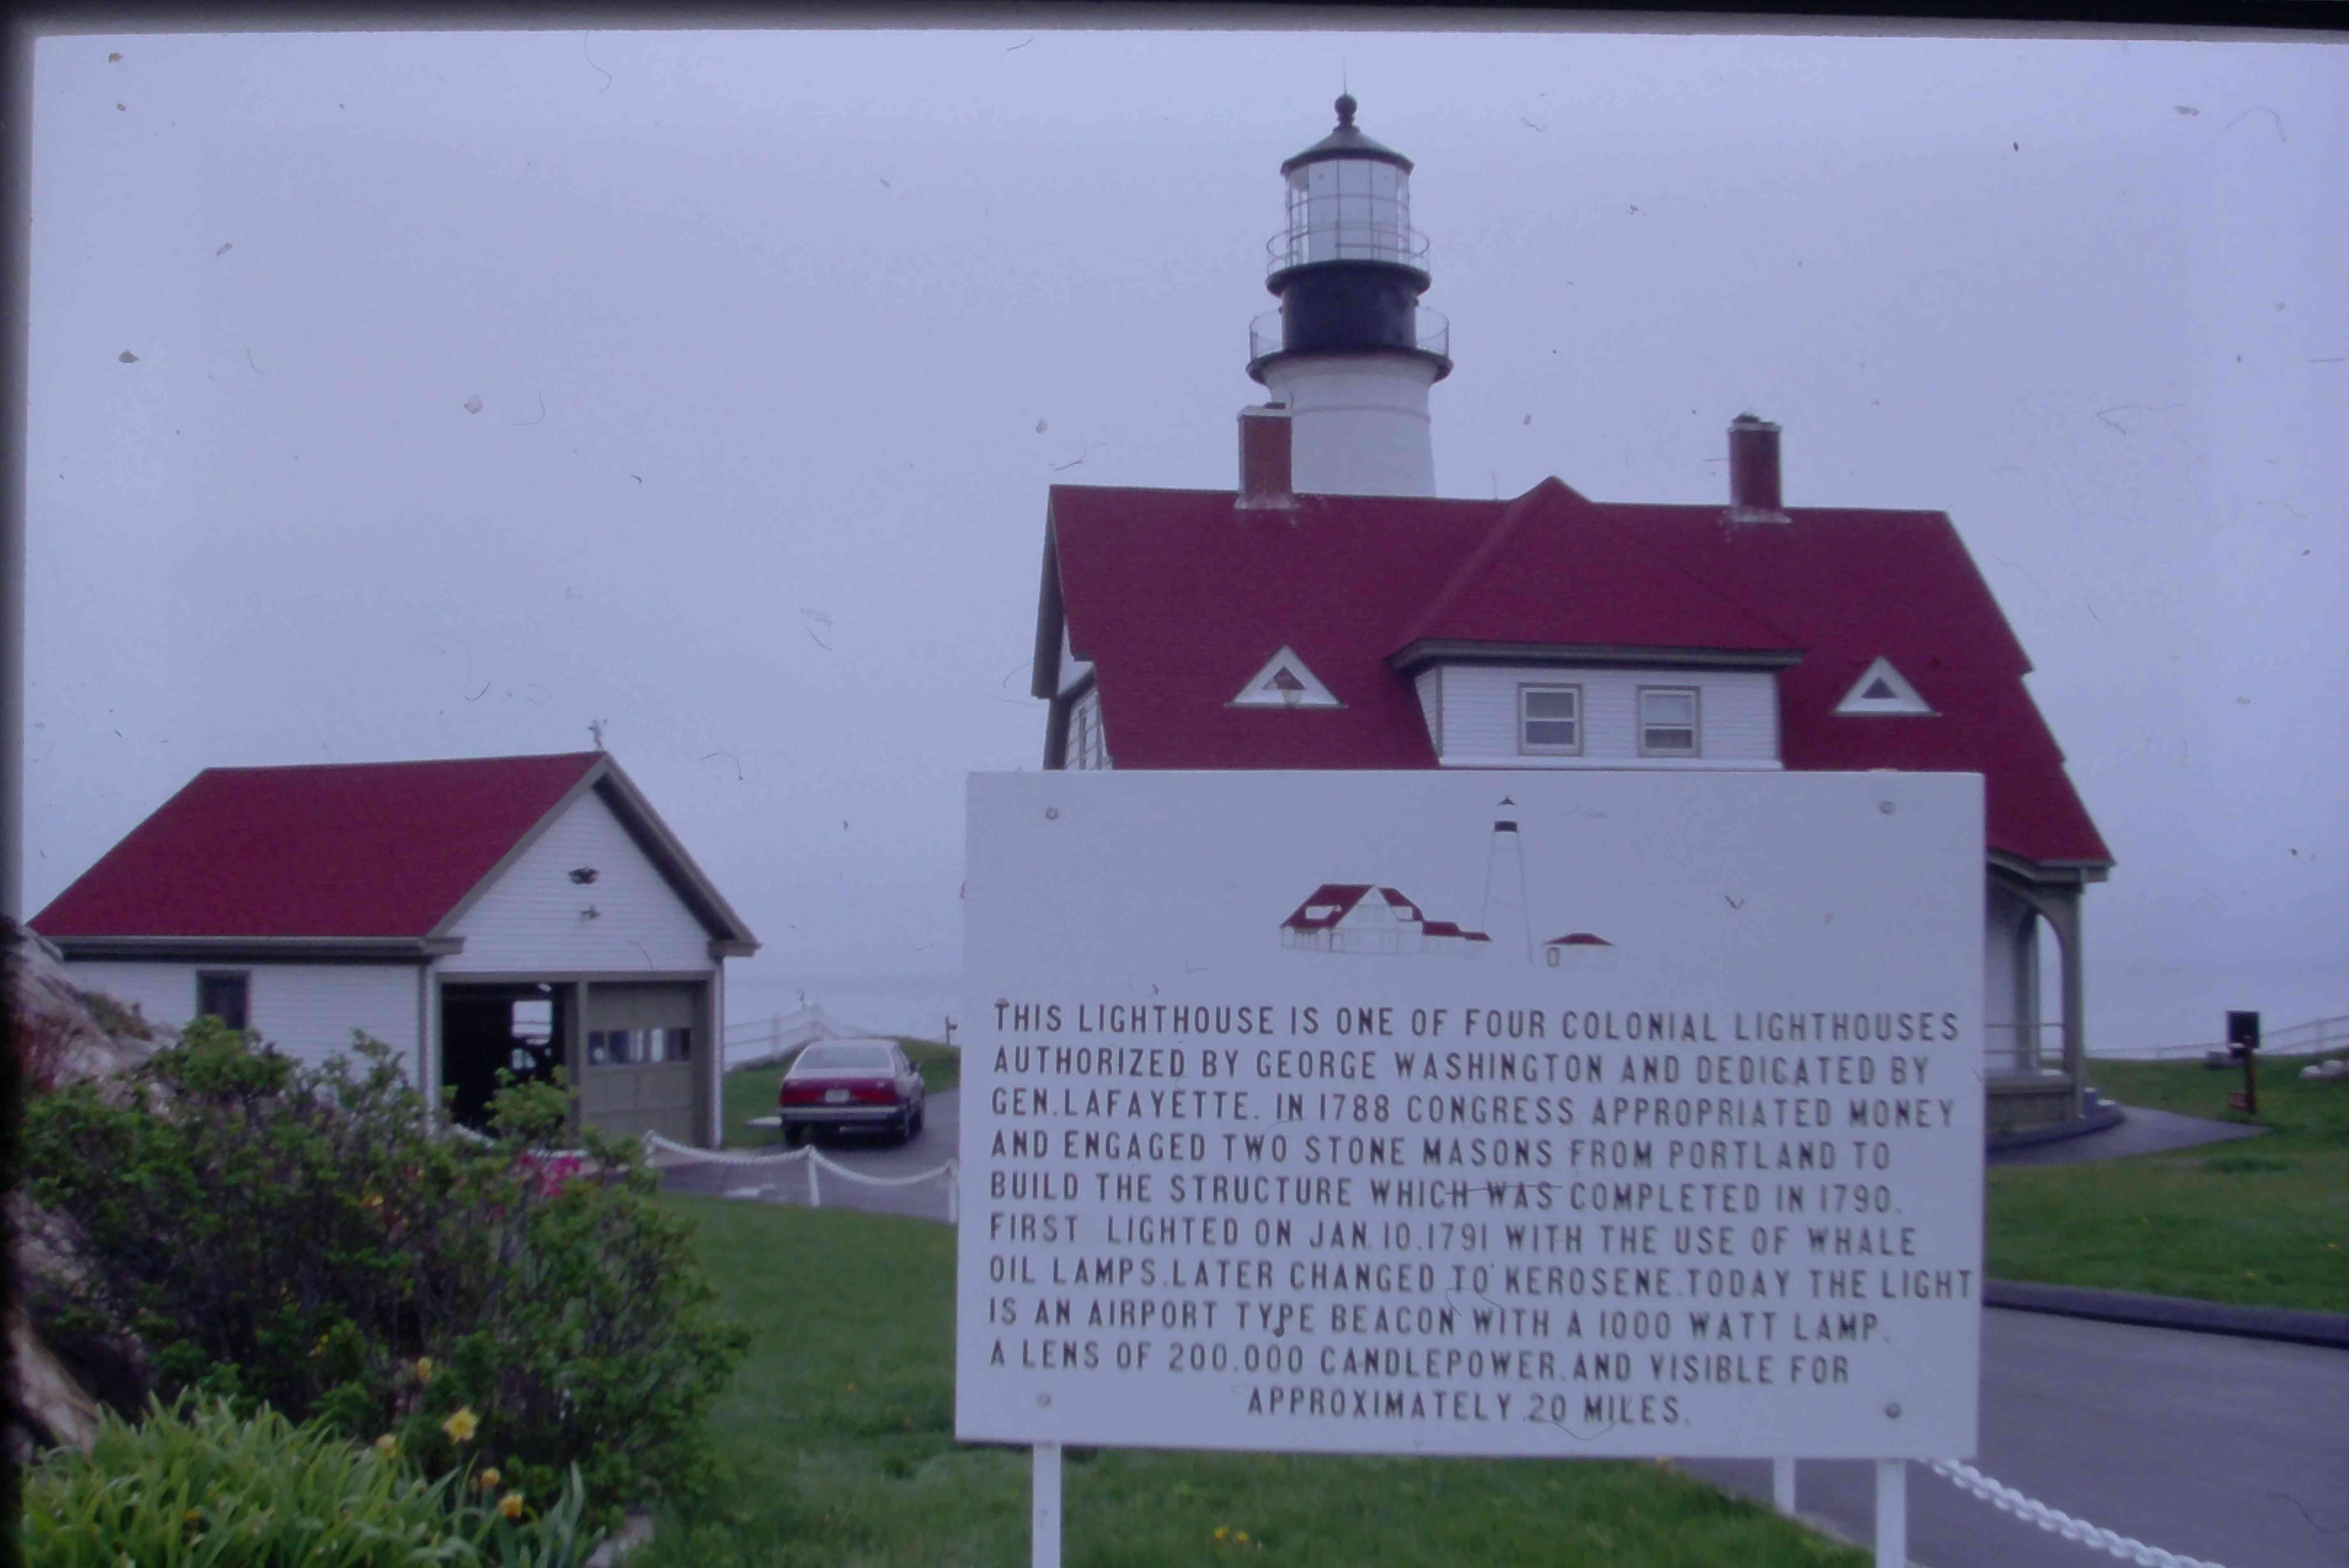 THIS LIGHTHOUSE IS ONE OF FOUR COLONIAL LIGHTHOUSES
AUTHORIZED BY GEORGE WASHINGTON AND DEDICATED BY
GEN.LAFAYETTE. IN 1788 CONGRESS APPROPRIATED MONEY
AND ENGAGED TWO STONE MASONS FROM PORTLAND TO
BUILD THE STRUCTURE WHICH WAS COMPLETED IN 1790.
FIRST LIGHTED ON JAN.10.1791 WITH THE USE OF WHALE
OIL LAMPS.LATER CHANGED TO KEROSENE.TODAY THE LIGHT
IS AN AIRPORT TYPE BEACON WITH A 1000 WATT LAMP.
A LENS OF 200.000 CANDLEPOWER.AND VISIBLE FOR
APPROXIMATELY 20 MILES.